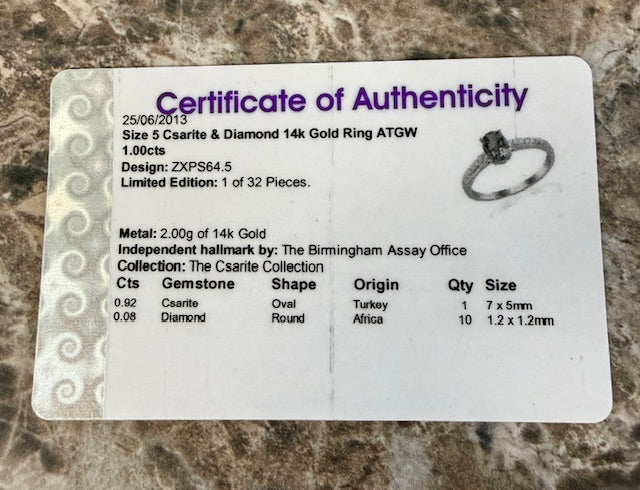 Certificate of Authenticity
25/06/2013
Size 5 Csarite & Diamond 14k Gold Ring ATGW
1.00cts
Design: ZXPS64.5
Limited Edition: 1 of 32 Pieces.
Metal: 2.00g of 14k Gold
Independent hallmark by: The Birmingham Assay Office
Collection: The Csarite Collection
Cts Gemstone Shape Origin Qty Size
0.92 Csarite Oval Turkey 1 7 x 5mm
0.08 Diamond Round Africa 10 1.2 x 1.2mm